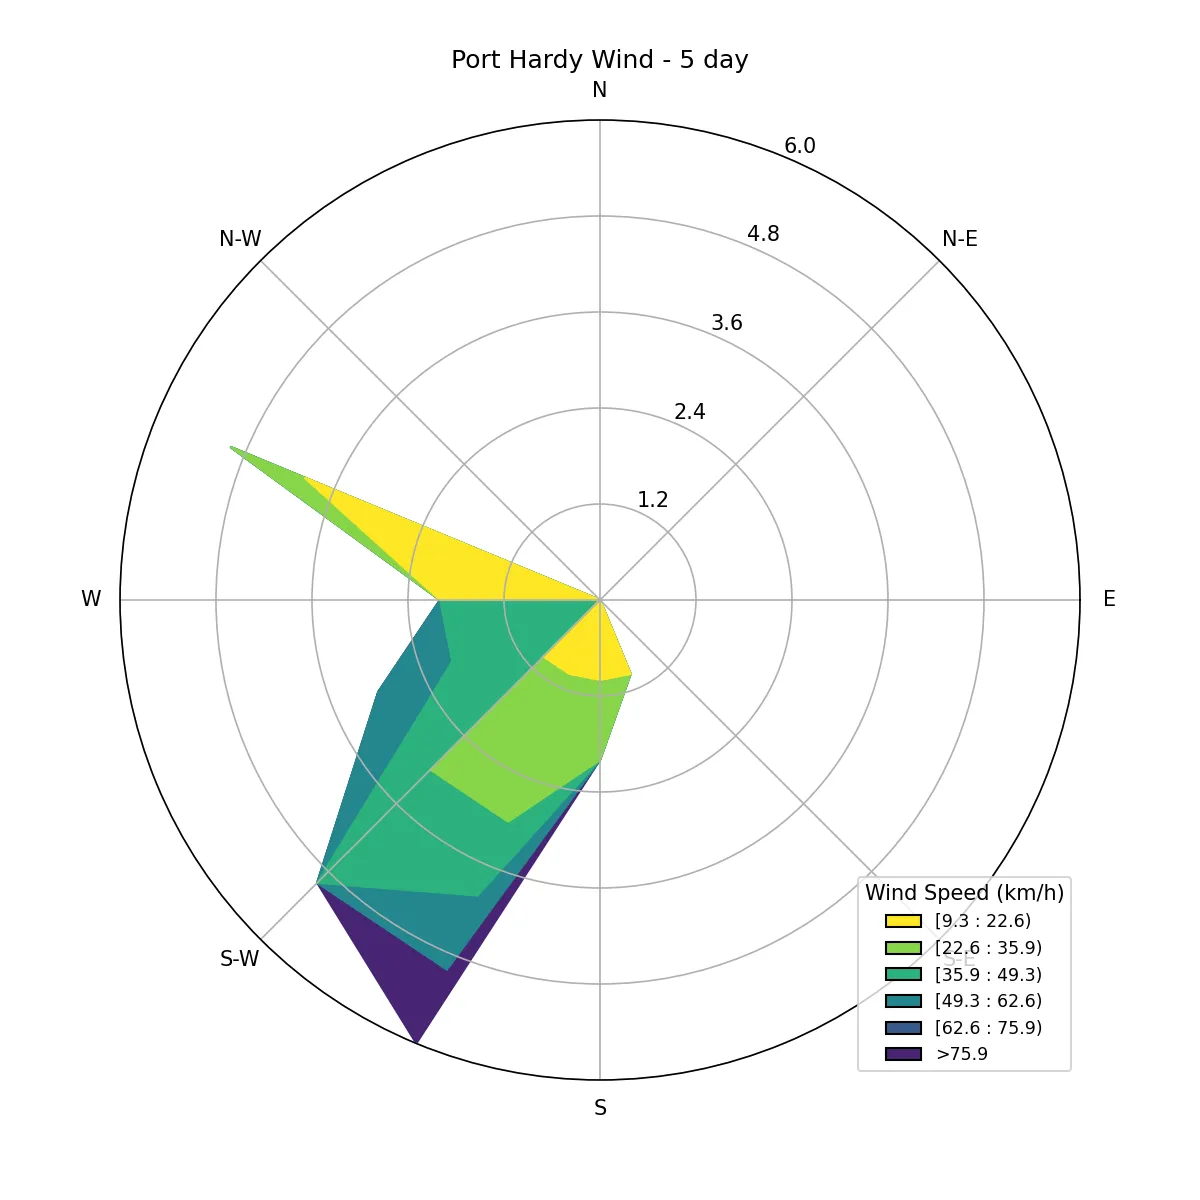 Port Hardy Wind - 5 day
N
6.0
N-W
4.8
N-E
3.6
2.4
1.2
W
E
S-W
S-E
S
Wind Speed (km/h)
[9.3 : 22.6)
[22.6 : 35.9)
[35.9 : 49.3)
[49.3 : 62.6)
[62.6 : 75.9)
>75.9